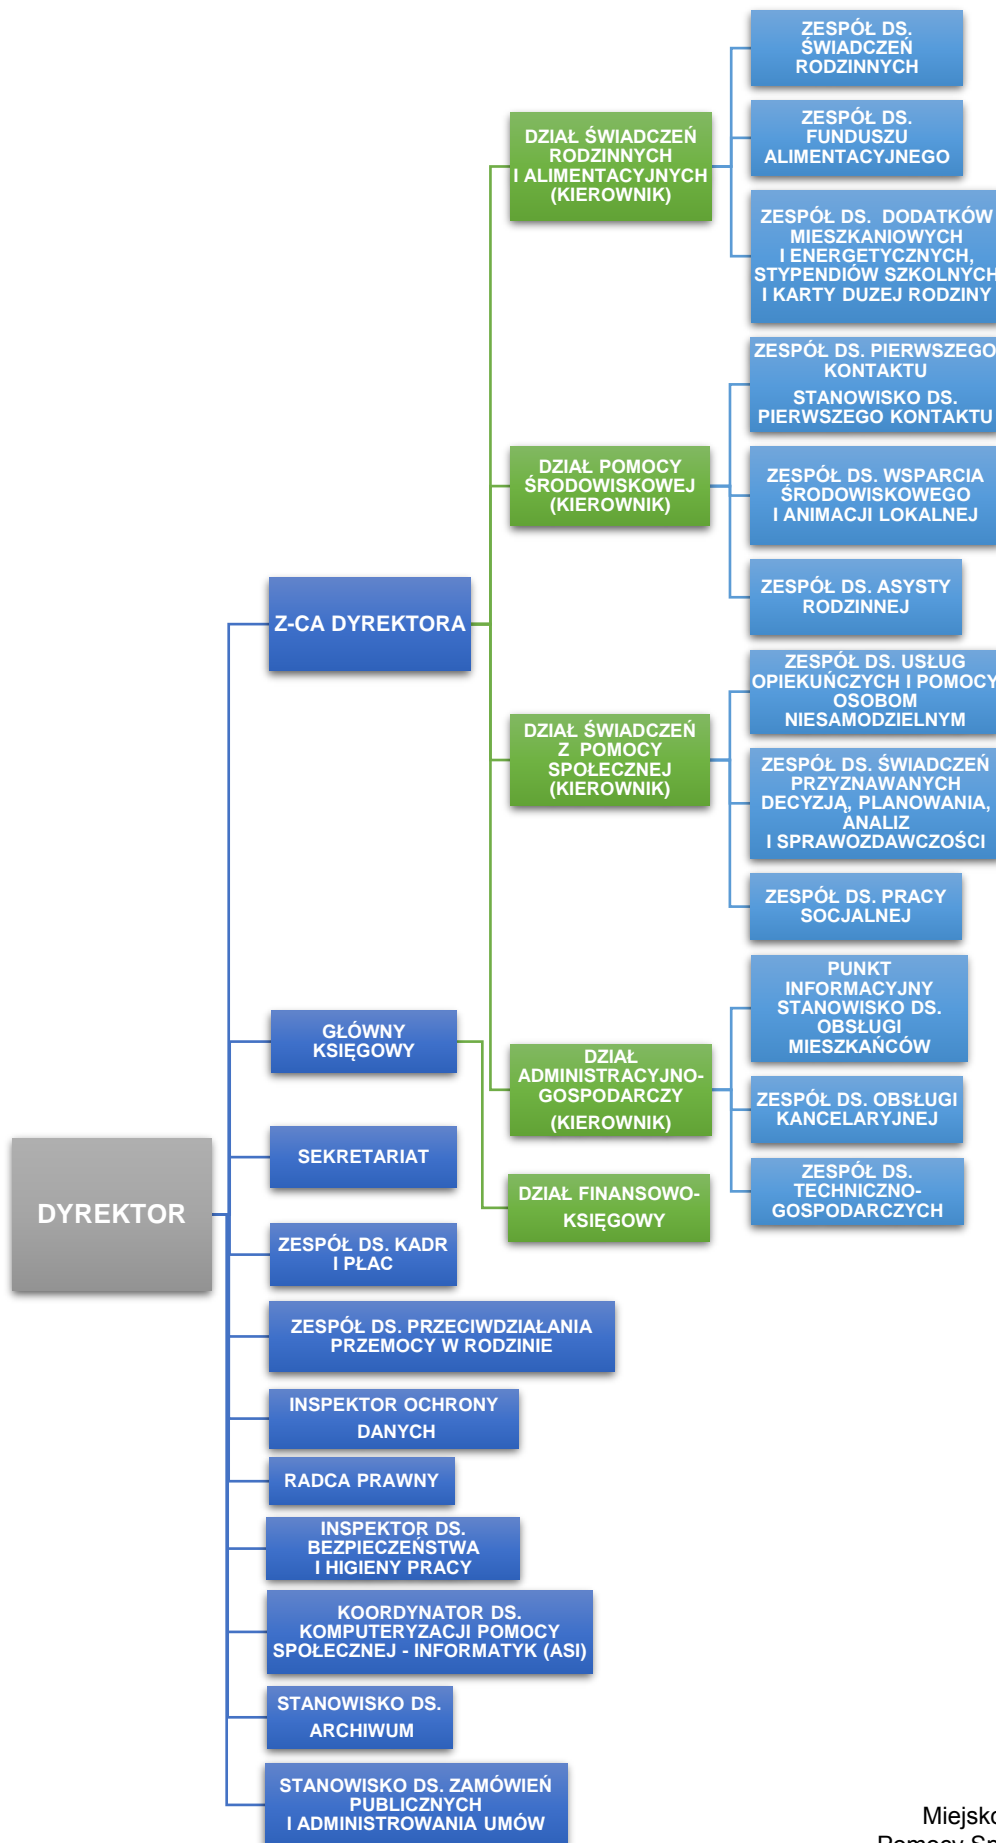 ZESPÓŁ DS.
ŚWIADCZEŃ
RODZINNYCH
ZESPÓŁ DS.
FUNDUSZU
ALIMENTACYJNEGO
DZIAŁ ŚWIADCZEŃ
RODZINNYCH
I ALIMENTACYJNYCH
(KIEROWNIK)
ZESPÓŁ DS. DODATKÓW
MIESZKANIOWYCH
I ENERGETYCZNYCH,
STYPENDIÓW SZKOLNYCH
I KARTY DUZEJ RODZINY
ZESPÓŁ DS. PIERWSZEGO
KONTAKTU
STANOWISKO DS.
PIERWSZEGO KONTAKTU
DZIAŁ POMOCY
ŚRODOWISKOWEJ
(KIEROWNIK)
ZESPÓŁ DS. WSPARCIA
ŚRODOWISKOWEGO
I ANIMACJI LOKALNEJ
ZESPÓŁ DS. ASYSTY
RODZINNEJ
Z-CA DYREKTORA
ZESPÓŁ DS. USŁUG
OPIEKUŃCZYCH I POMOCY
OSOBOM
NIESAMODZIELNYM
DZIAŁ ŚWIADCZEŃ
Z POMOCY
SPOŁECZNEJ
(KIEROWNIK)
ZESPÓŁ DS. ŚWIADCZEŃ
PRZYZNAWANYCH
DECYZJĄ, PLANOWANIA,
ANALIZ
I SPRAWOZDAWCZOŚCI
ZESPÓŁ DS. PRACY
SOCJALNEJ
PUNKT
INFORMACYJNY
STANOWISKO DS.
OBSŁUGI
MIESZKAŃCÓW
GŁÓWNY
KSIĘGOWY
DZIAŁ
ADMINISTRACYJNO-
GOSPODARCZY
(KIEROWNIK)
ZESPÓŁ DS. OBSŁUGI
KANCELARYJNEJ
SEKRETARIAT
ZESPÓŁ DS.
TECHNICZNO-
GOSPODARCZYCH
DZIAŁ FINANSOWO-
KSIĘGOWY
DYREKTOR
ZESPÓŁ DS. KADR
I PŁAC
ZESPÓŁ DS. PRZECIWDZIAŁANIA
PRZEMOCY W RODZINIE
INSPEKTOR OCHRONY
DANYCH
RADCA PRAWNY
INSPEKTOR DS.
BEZPIECZEŃSTWA
I HIGIENY PRACY
KOORDYNATOR DS.
KOMPUTERYZACJI POMOCY
SPOŁECZNEJ - INFORMATYK (ASI)
STANOWISKO DS.
ARCHIWUM
STANOWISKO DS. ZAMÓWIEŃ
PUBLICZNYCH
I ADMINISTROWANIA UMÓW
Miejsko
Pomocy Sp